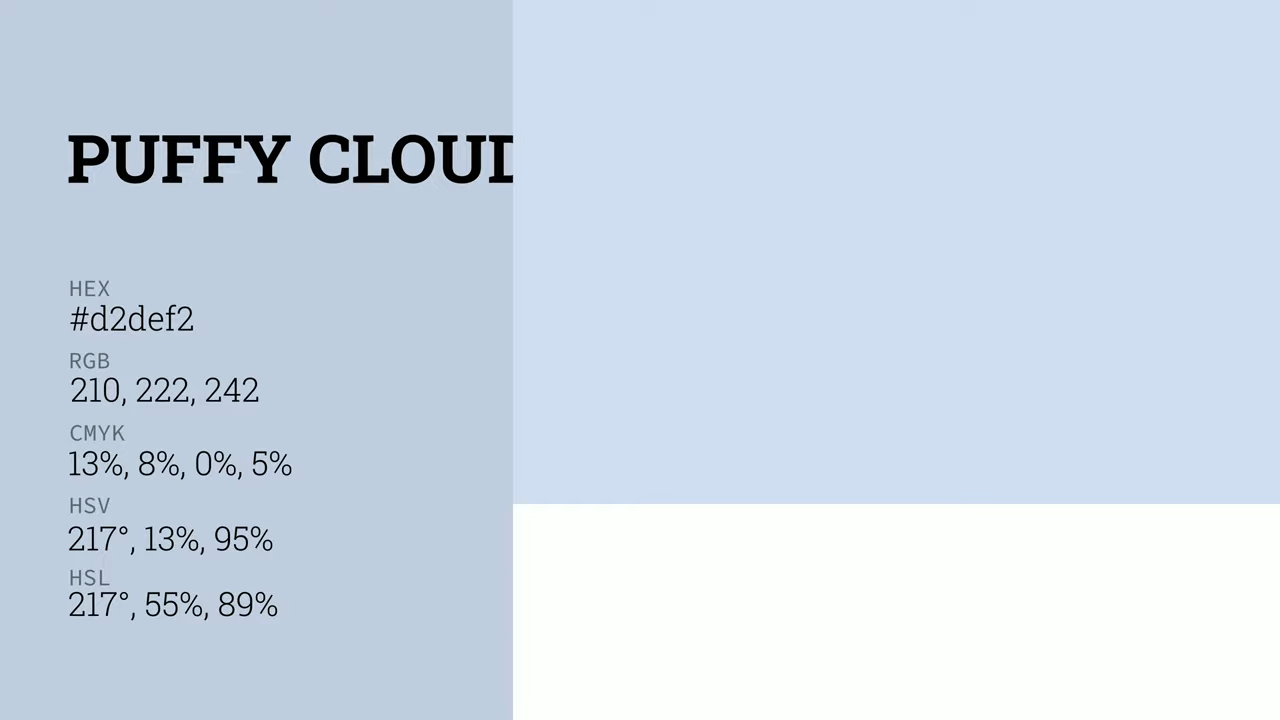 PUFFY CLOUD
HEX
#d2def2
RGB
210, 222, 242
CMYK
13%, 8%, 0%, 5%
HSV
217°, 13%, 95%
HSL
217°, 55%, 89%